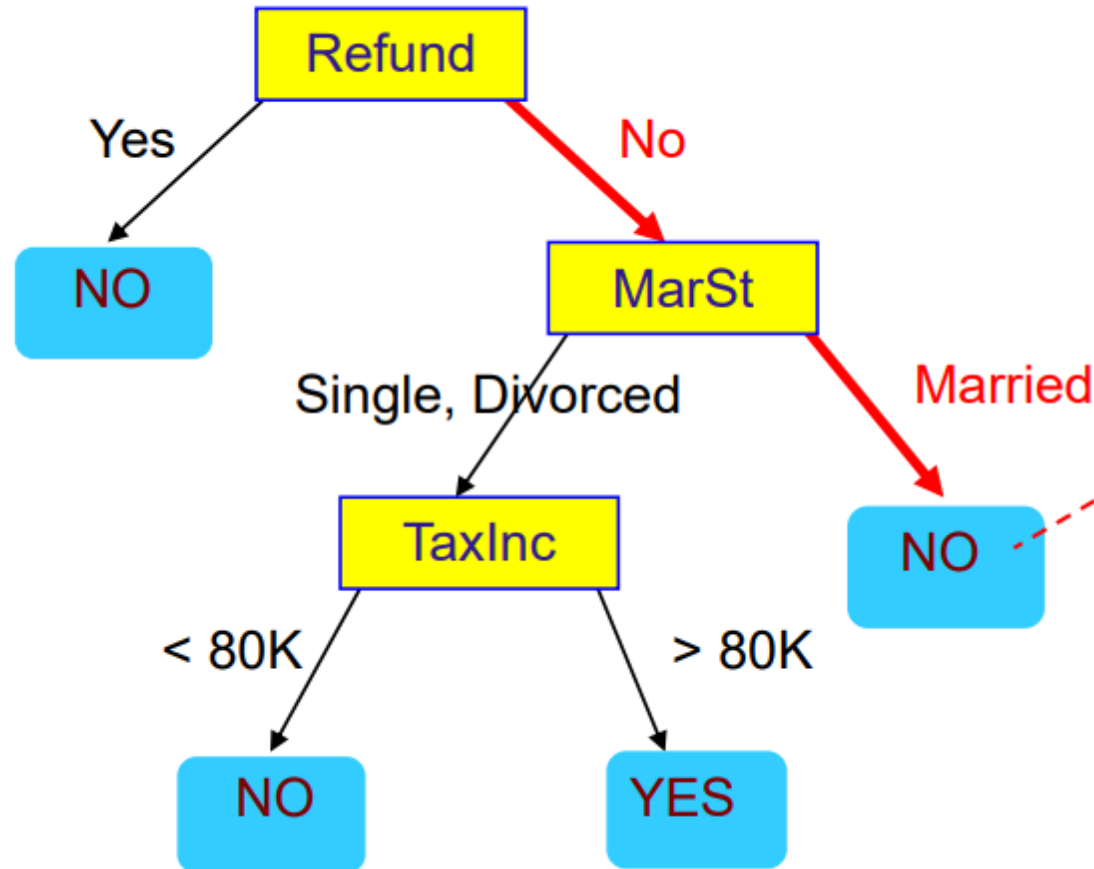 Refund
Yes
No
NO
MarSt
Single, Divorced
Married
TaxInc
NO
< 80K
> 80K
NO
YES